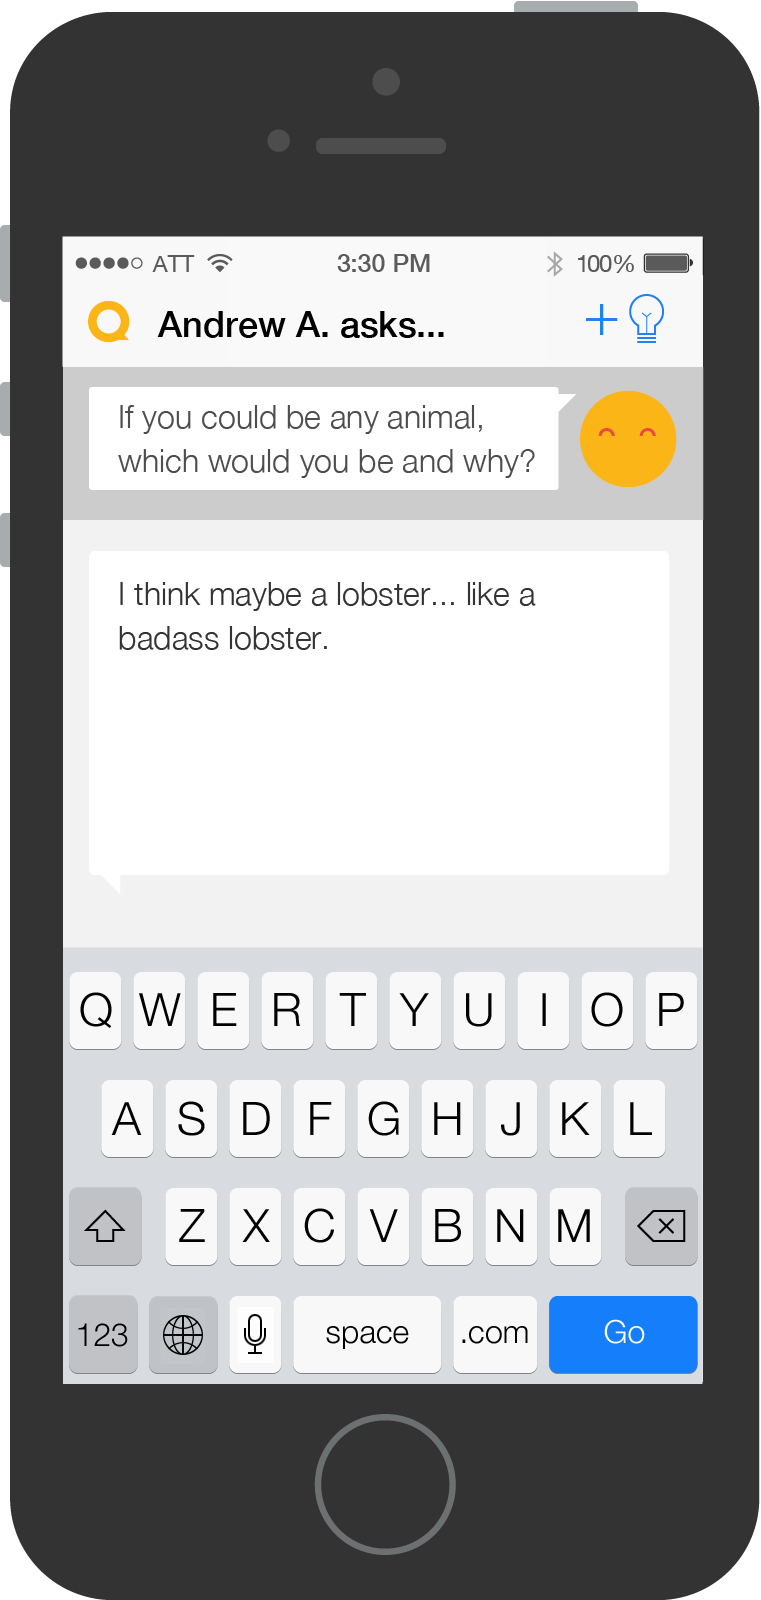 ATT 3:30 PM 100%
Andrew A. asks...
If you could be any animal,
which would you be and why?
I think maybe a lobster... like a
badass lobster.
Q W E R T Y U I O P
A S D F G H J K L
Z X C V B N M
123 space .com Go